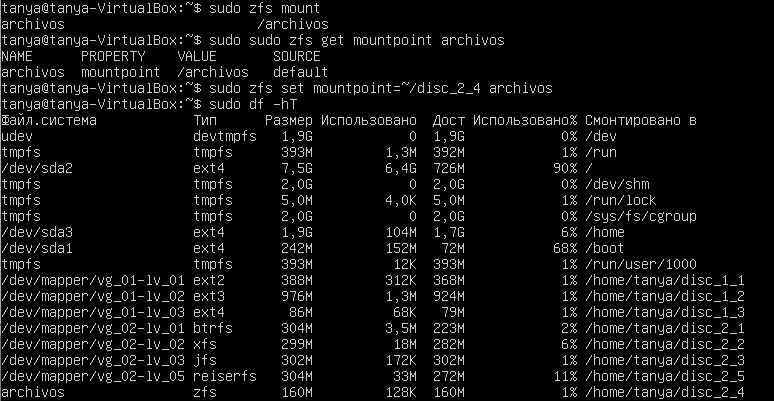 tanya@tanya-VirtualBox:~$ sudo zfs mount
archivos                        /archivos
tanya@tanya-VirtualBox:~$ sudo sudo zfs get mountpoint archivos
NAME      PROPERTY    VALUE       SOURCE
archivos  mountpoint  /archivos   default
tanya@tanya-VirtualBox:~$ sudo zfs set mountpoint=~/disc_2_4 archivos
tanya@tanya-VirtualBox:~$ sudo df -hT
Файл.система            Тип      Размер Использовано  Дост Использовано% Cмонтировано в
udev                    devtmpfs   1,9G            0  1,9G            0% /dev
tmpfs                   tmpfs      393M         1,3M  392M            1% /run
/dev/sda2               ext4       7,5G         6,4G  726M           90% /
tmpfs                   tmpfs      2,0G            0  2,0G            0% /dev/shm
tmpfs                   tmpfs      5,0M         4,0K  5,0M            1% /run/lock
tmpfs                   tmpfs      2,0G            0  2,0G            0% /sys/fs/cgroup
/dev/sda3               ext4       1,9G         104M  1,7G            6% /home
/dev/sda1               ext4       242M         152M   72M           68% /boot
tmpfs                   tmpfs      393M          12K  393M            1% /run/user/1000
/dev/mapper/vg_01-lv_01 ext2       388M         312K  368M            1% /home/tanya/disc_1_1
/dev/mapper/vg_01-lv_02 ext3       976M         1,3M  924M            1% /home/tanya/disc_1_2
/dev/mapper/vg_01-lv_03 ext4        86M          68K   79M            1% /home/tanya/disc_1_3
/dev/mapper/vg_02-lv_01 btrfs      304M         3,5M  223M            2% /home/tanya/disc_2_1
/dev/mapper/vg_02-lv_02 xfs        299M          18M  282M            6% /home/tanya/disc_2_2
/dev/mapper/vg_02-lv_03 jfs        302M         172K  302M            1% /home/tanya/disc_2_3
/dev/mapper/vg_02-lv_05 reiserfs   304M          33M  272M           11% /home/tanya/disc_2_5
archivos                zfs        160M         128K  160M            1% /home/tanya/disc_2_4